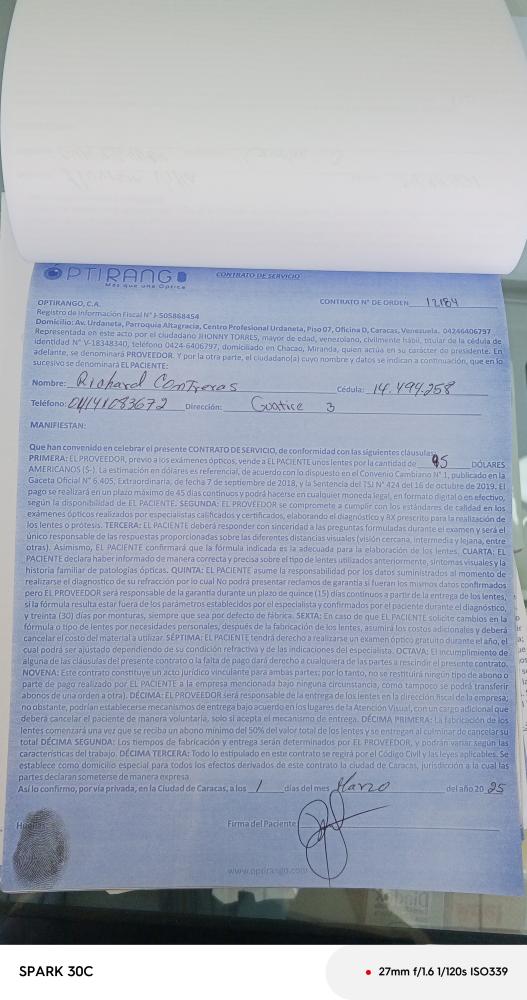 OPTIRANGO
Más que una Óptica
CONTRATO DE SERVICIO
OPTIRANGO, C.A.
CONTRATO N° DE ORDEN 12184
Registro de Información Fiscal N° J-505868454
Domicilio: Av. Urdaneta, Parroquia Altagracia, Centro Profesional Urdaneta, Piso 07, Oficina D, Caracas, Venezuela. 04246406797
Representada en este acto por el ciudadano JHONNY TORRES, mayor de edad, venezolano, civilmente hábil, titular de la cédula de
identidad N° V-18348340, teléfono 0424-6406797, domiciliado en Chacao, Miranda, quien actúa en su carácter de presidente. En
adelante, se denominará PROVEEDOR. Y por la otra parte, el ciudadano(a) cuyo nombre y datos se indican a continuación, que en lo
sucesivo se denominará EL PACIENTE:
Nombre: Richard Contreras Cédula: 14.494.258
Teléfono: 04141083672 Dirección: Guatire 3
MANIFIESTAN:
Que han convenido en celebrar el presente CONTRATO DE SERVICIO, de conformidad con las siguientes cláusulas:
PRIMERA: EL PROVEEDOR, previo a los exámenes ópticos, vende a EL PACIENTE unos lentes por la cantidad de 95 DÓLARES
AMERICANOS ($-). La estimación en dólares es referencial, de acuerdo con lo dispuesto en el Convenio Cambiario N° 1, publicado en la
Gaceta Oficial N° 6.405, Extraordinaria, de fecha 7 de septiembre de 2018, y la Sentencia del TSJ N° 424 del 16 de octubre de 2019. El
pago se realizará en un plazo máximo de 45 días continuos y podrá hacerse en cualquier moneda legal, en formato digital o en efectivo,
según la disponibilidad de EL PACIENTE. SEGUNDA: EL PROVEEDOR se compromete a cumplir con los estándares de calidad en los
exámenes ópticos realizados por especialistas calificados y certificados, elaborando el diagnóstico y RX prescrito para la realización de
los lentes o prótesis. TERCERA: EL PACIENTE deberá responder con sinceridad a las preguntas formuladas durante el examen y será el
único responsable de las respuestas proporcionadas sobre las diferentes distancias visuales (visión cercana, intermedia y lejana, entre
otras). Asimismo, EL PACIENTE confirmará que la fórmula indicada es la adecuada para la elaboración de los lentes. CUARTA: EL
PACIENTE declara haber informado de manera correcta y precisa sobre el tipo de lentes utilizados anteriormente, síntomas visuales y la
historia familiar de patologías ópticas. QUINTA: EL PACIENTE asume la responsabilidad por los datos suministrados al momento de
realizarse el diagnostico de su refracción por lo cual No podrá presentar reclamos de garantía si fueran los mismos datos confirmados
pero EL PROVEEDOR será responsable de la garantía durante un plazo de quince (15) días continuos a partir de la entrega de los lentes,
si la fórmula resulta estar fuera de los parámetros establecidos por el especialista y confirmados por el paciente durante el diagnóstico,
y treinta (30) días por monturas, siempre que sea por defecto de fábrica. SEXTA: En caso de que EL PACIENTE solicite cambios en la
fórmula o tipo de lentes por necesidades personales, después de la fabricación de los lentes, asumirá los costos adicionales y deberá
cancelar el costo del material a utilizar. SÉPTIMA: EL PACIENTE tendrá derecho a realizarse un examen óptico gratuito durante el año, el
cual podrá ser ajustado dependiendo de su condición refractiva y de las indicaciones del especialista. OCTAVA: El incumplimiento de
alguna de las cláusulas del presente contrato o la falta de pago dará derecho a cualquiera de las partes a rescindir el presente contrato.
NOVENA: Este contrato constituye un acto jurídico vinculante para ambas partes; por lo tanto, no se restituirá ningún tipo de abono o
parte de pago realizado por EL PACIENTE a la empresa mencionada bajo ninguna circunstancia, como tampoco se podrá transferir
abonos de una orden a otra). DÉCIMA: EL PROVEEDOR será responsable de la entrega de los lentes en la dirección fiscal de la empresa,
no obstante, podrían establecerse mecanismos de entrega bajo acuerdo en los lugares de la Atención Visual, con un cargo adicional que
deberá cancelar el paciente de manera voluntaria, solo si acepta el mecanismo de entrega. DÉCIMA PRIMERA: La fabricación de los
lentes comenzará una vez que se reciba un abono mínimo del 50% del valor total de los lentes y se entregan al culminar de cancelar su
total DÉCIMA SEGUNDA: Los tiempos de fabricación y entrega serán determinados por EL PROVEEDOR, y podrán variar según las
características del trabajo. DÉCIMA TERCERA: Todo lo estipulado en este contrato se regirá por el Código Civil y las leyes aplicables. Se
establece como domicilio especial para todos los efectos derivados de este contrato la ciudad de Caracas, jurisdicción a la cual las
partes declaran someterse de manera expresa
Así lo confirmo, por vía privada, en la Ciudad de Caracas, a los 1 días del mes Marzo del año 2025
Huellas
Firma del Paciente
www.optirango.com
SPARK 30C
27mm f/1.6 1/120s ISO339